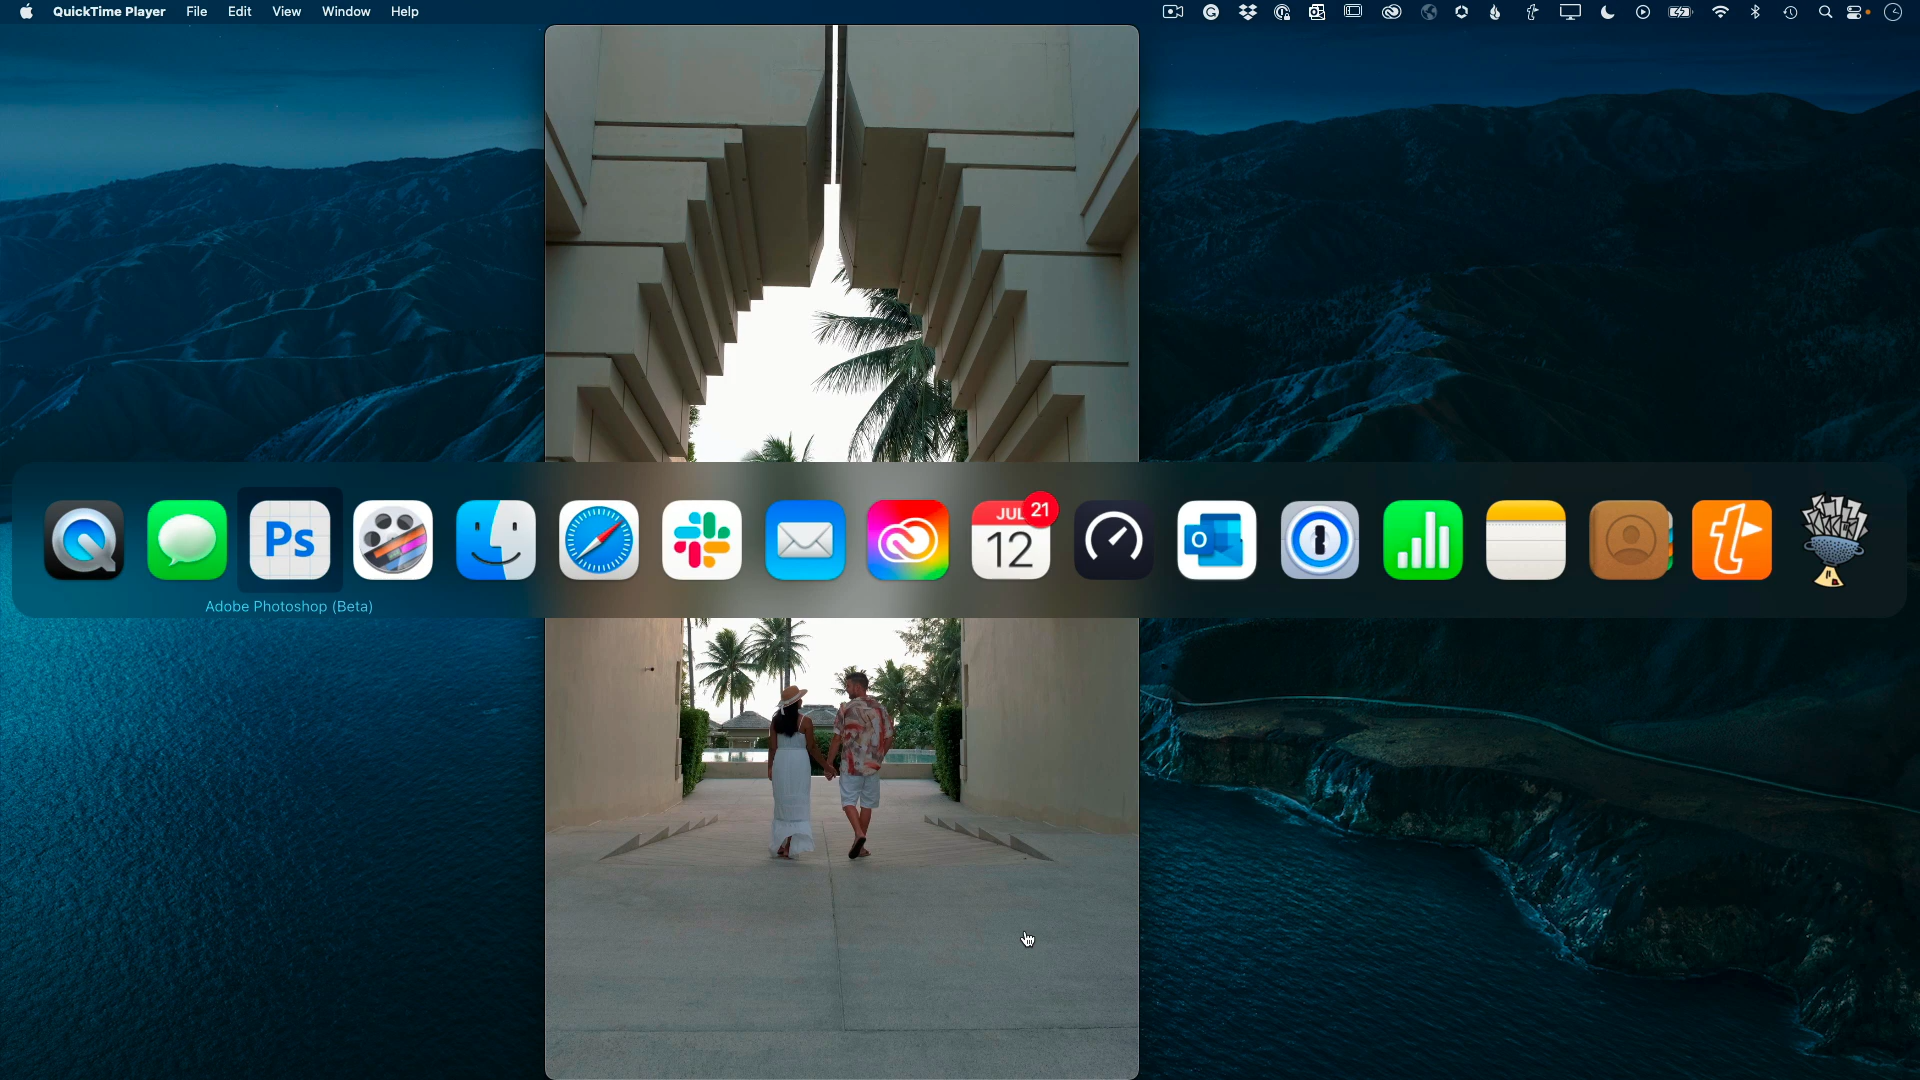 QuickTime Player File Edit View Window Help
Ps
JUL 21
12
Adobe Photoshop (Beta)